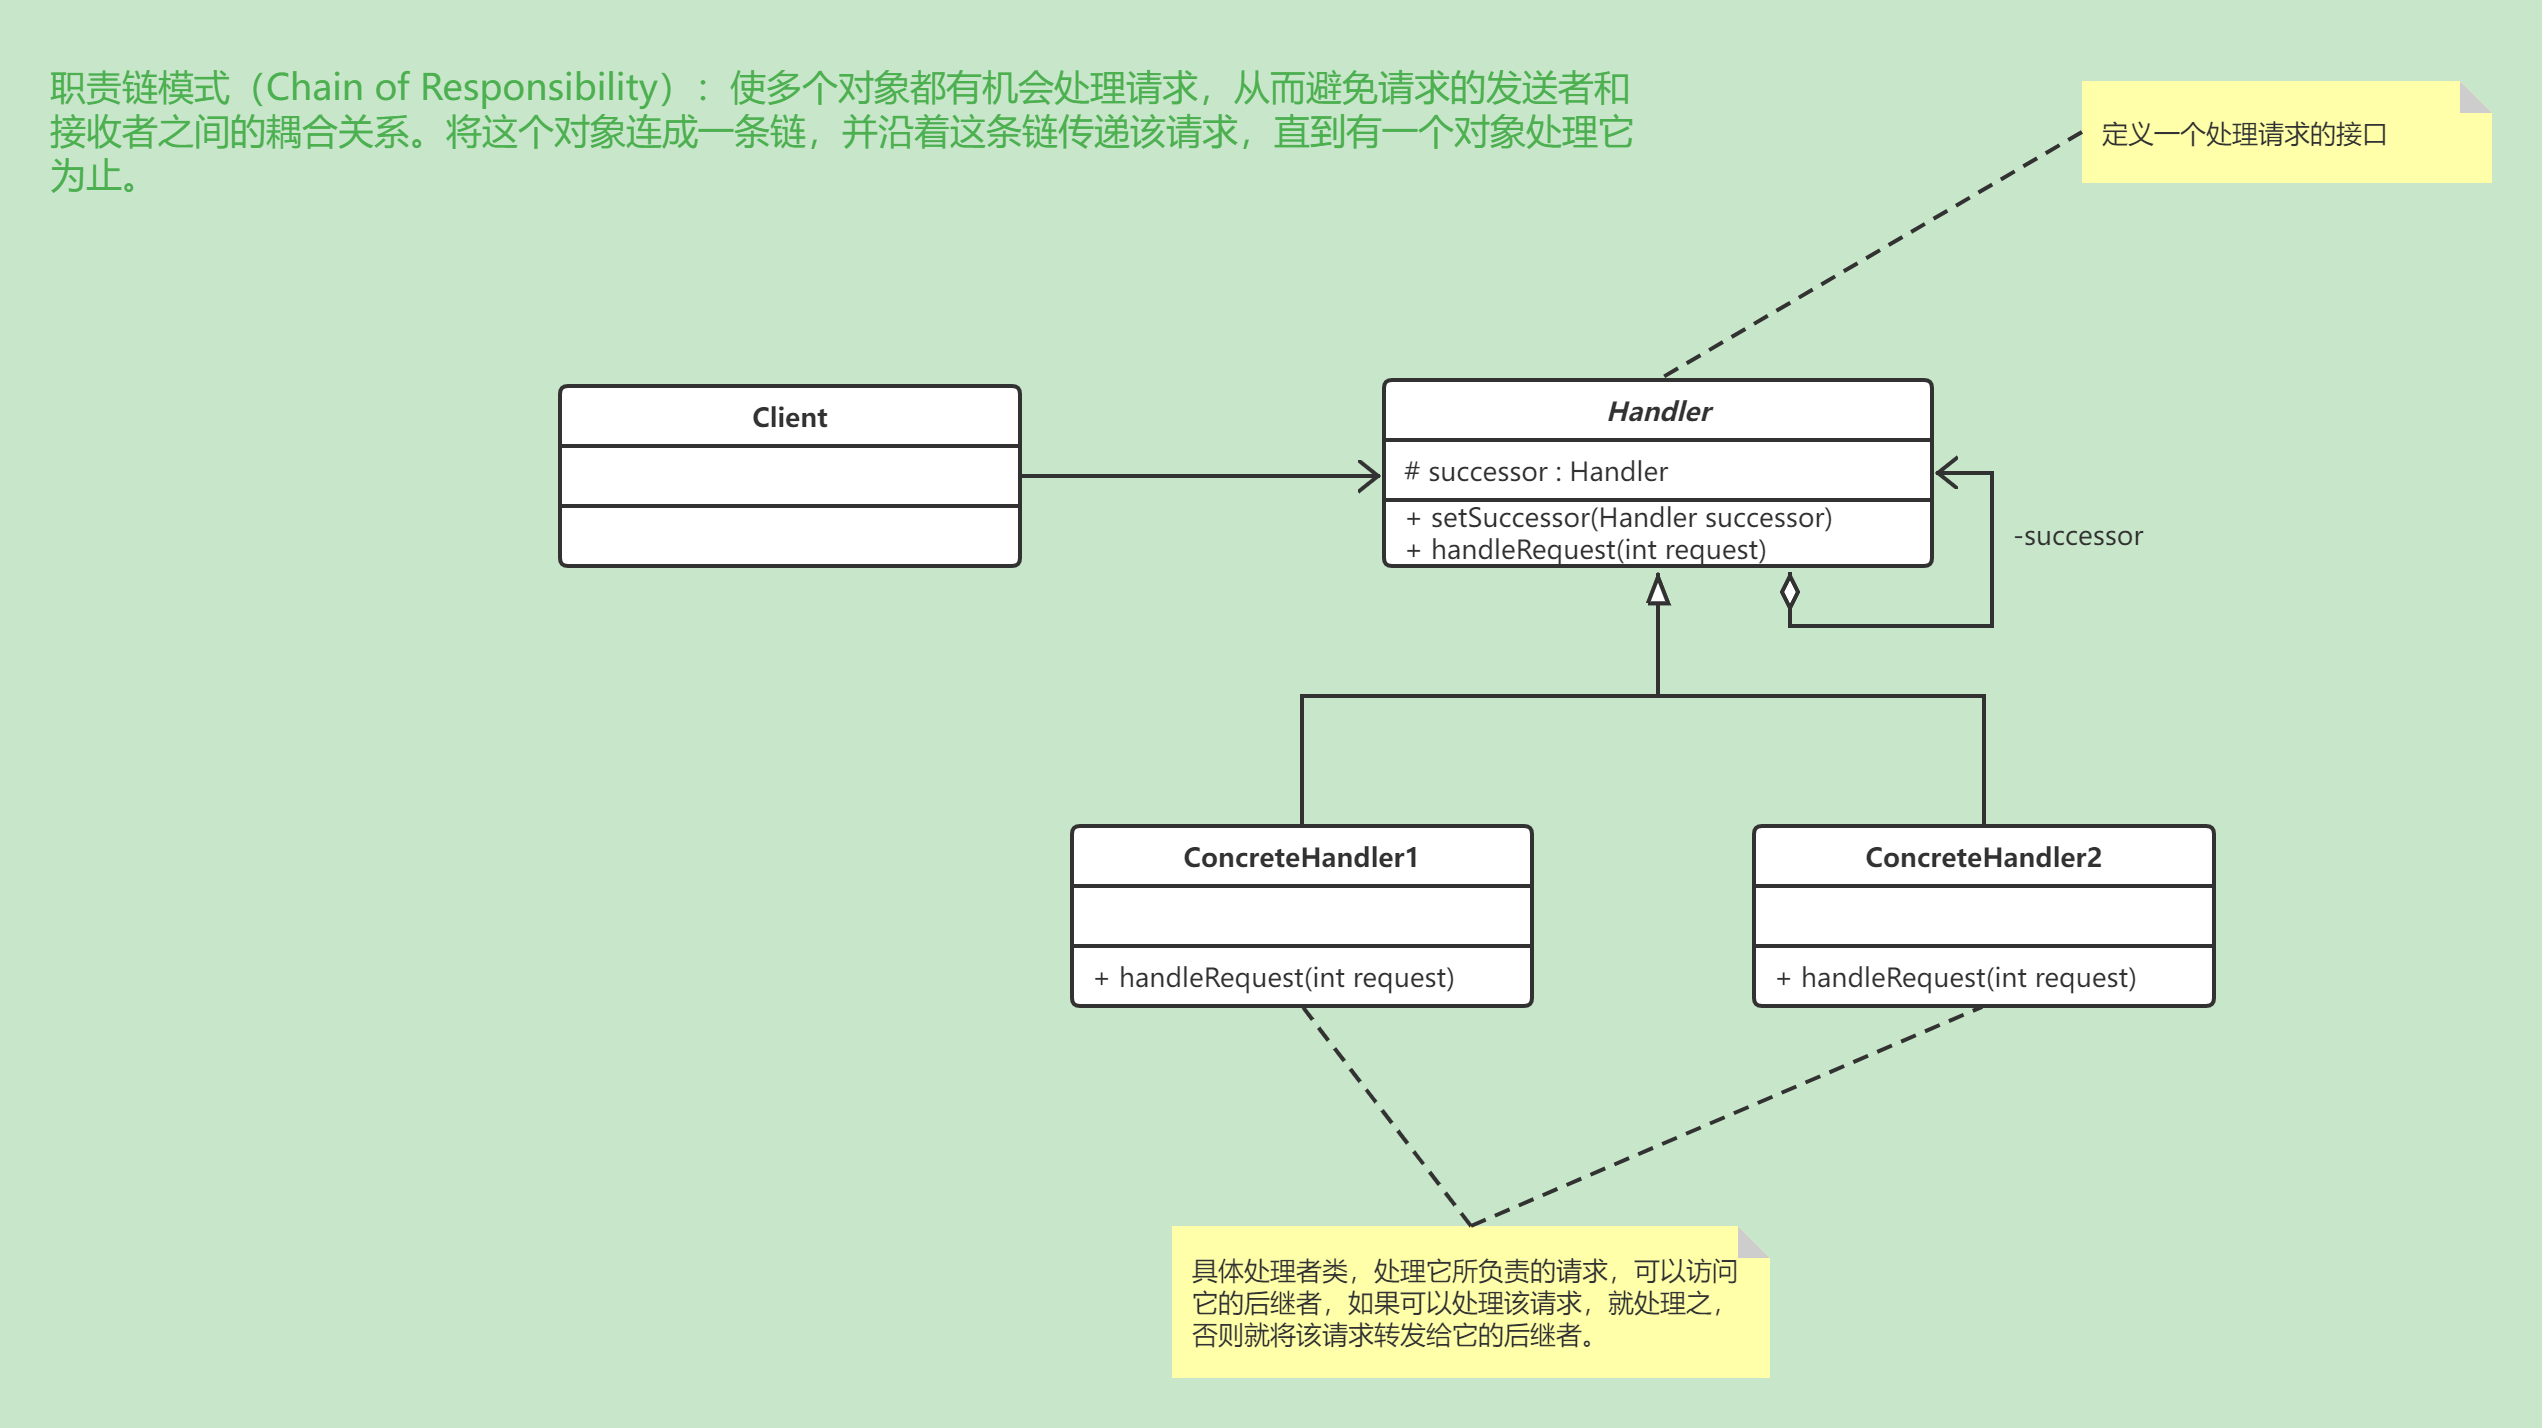 职责链模式（Chain of Responsibility）：使多个对象都有机会处理请求，从而避免请求的发送者和
接收者之间的耦合关系。将这个对象连成一条链，并沿着这条链传递该请求，直到有一个对象处理它
为止。
定义一个处理请求的接口
Client
Handler
# successor : Handler
+ setSuccessor(Handler successor)
+ handleRequest(int request)
-successor
ConcreteHandler1
+ handleRequest(int request)
ConcreteHandler2
+ handleRequest(int request)
具体处理者类，处理它所负责的请求，可以访问
它的后继者，如果可以处理该请求，就处理之，
否则就将该请求转发给它的后继者。